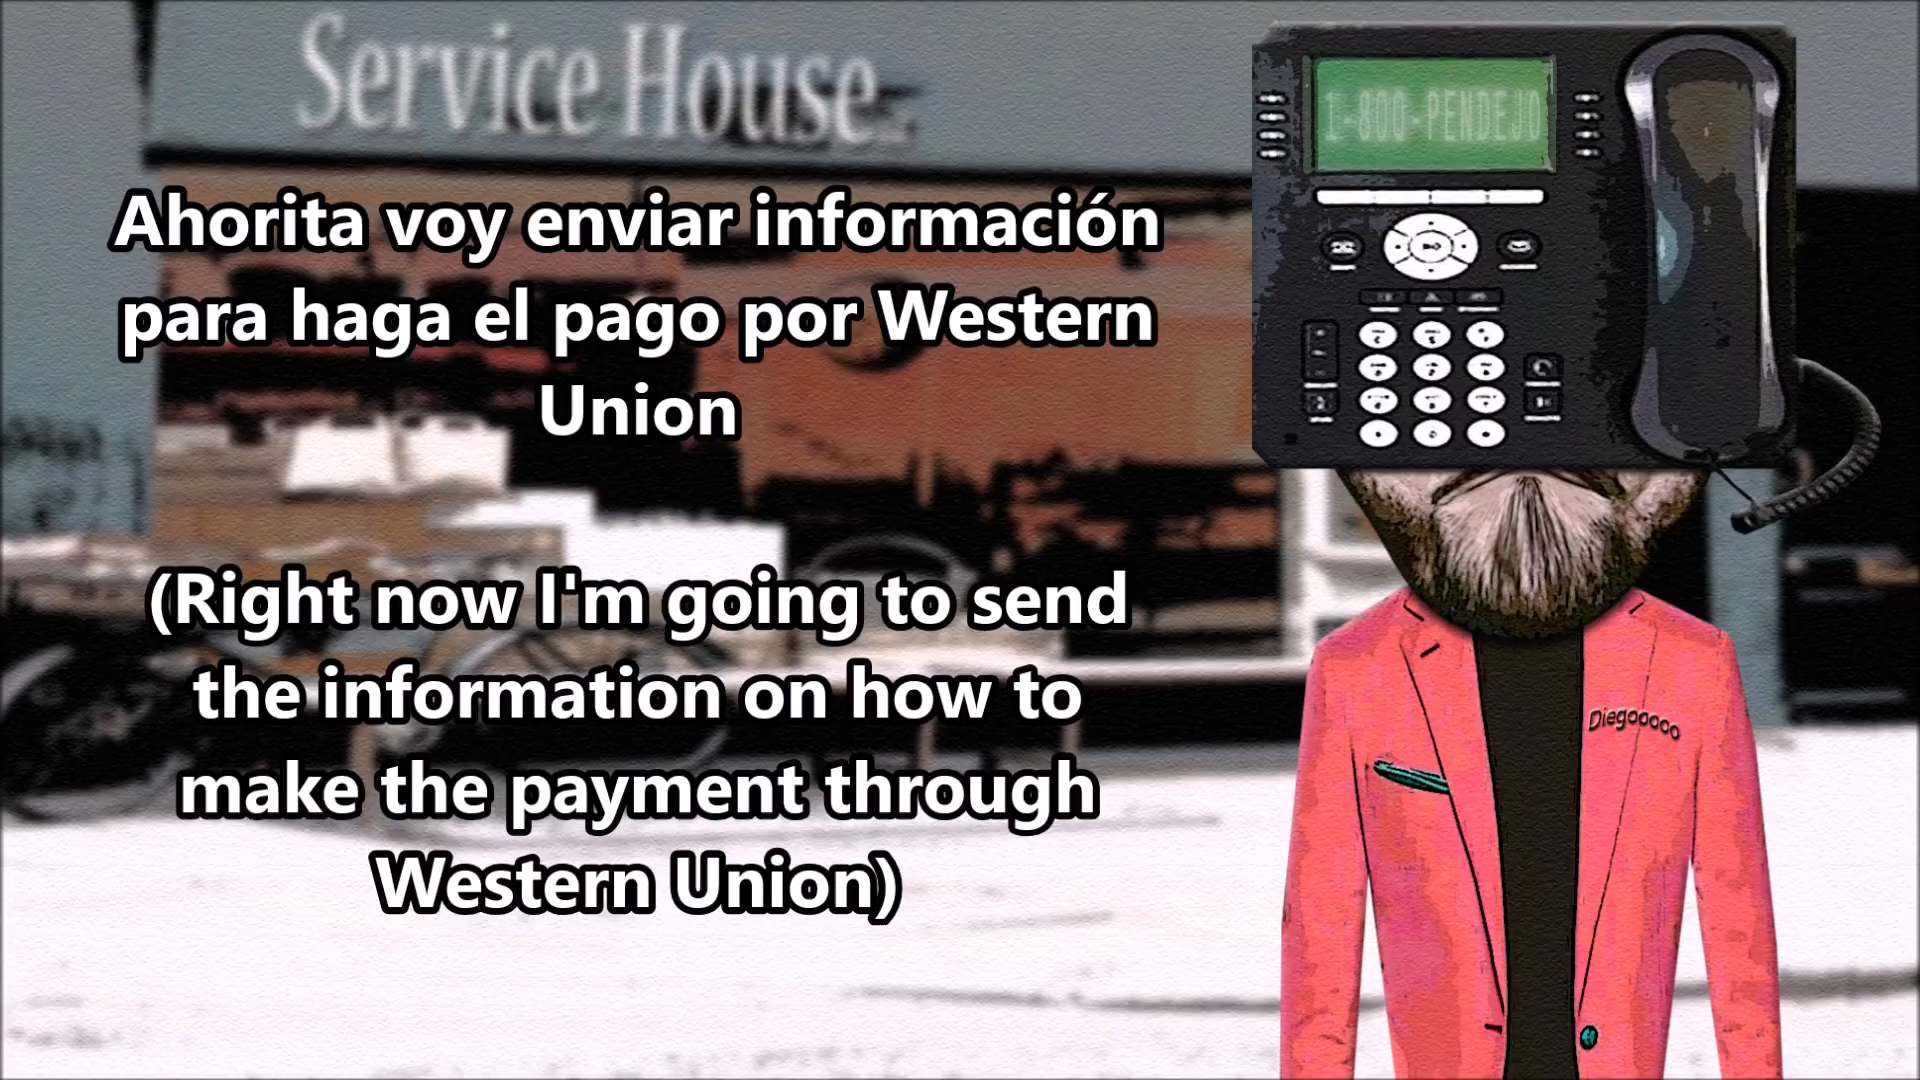 Service House
1-800-PENDEJO
Ahorita voy enviar información
para haga el pago por Western
Union
(Right now I'm going to send
the information on how to
make the payment through
Western Union)
Diegooooo